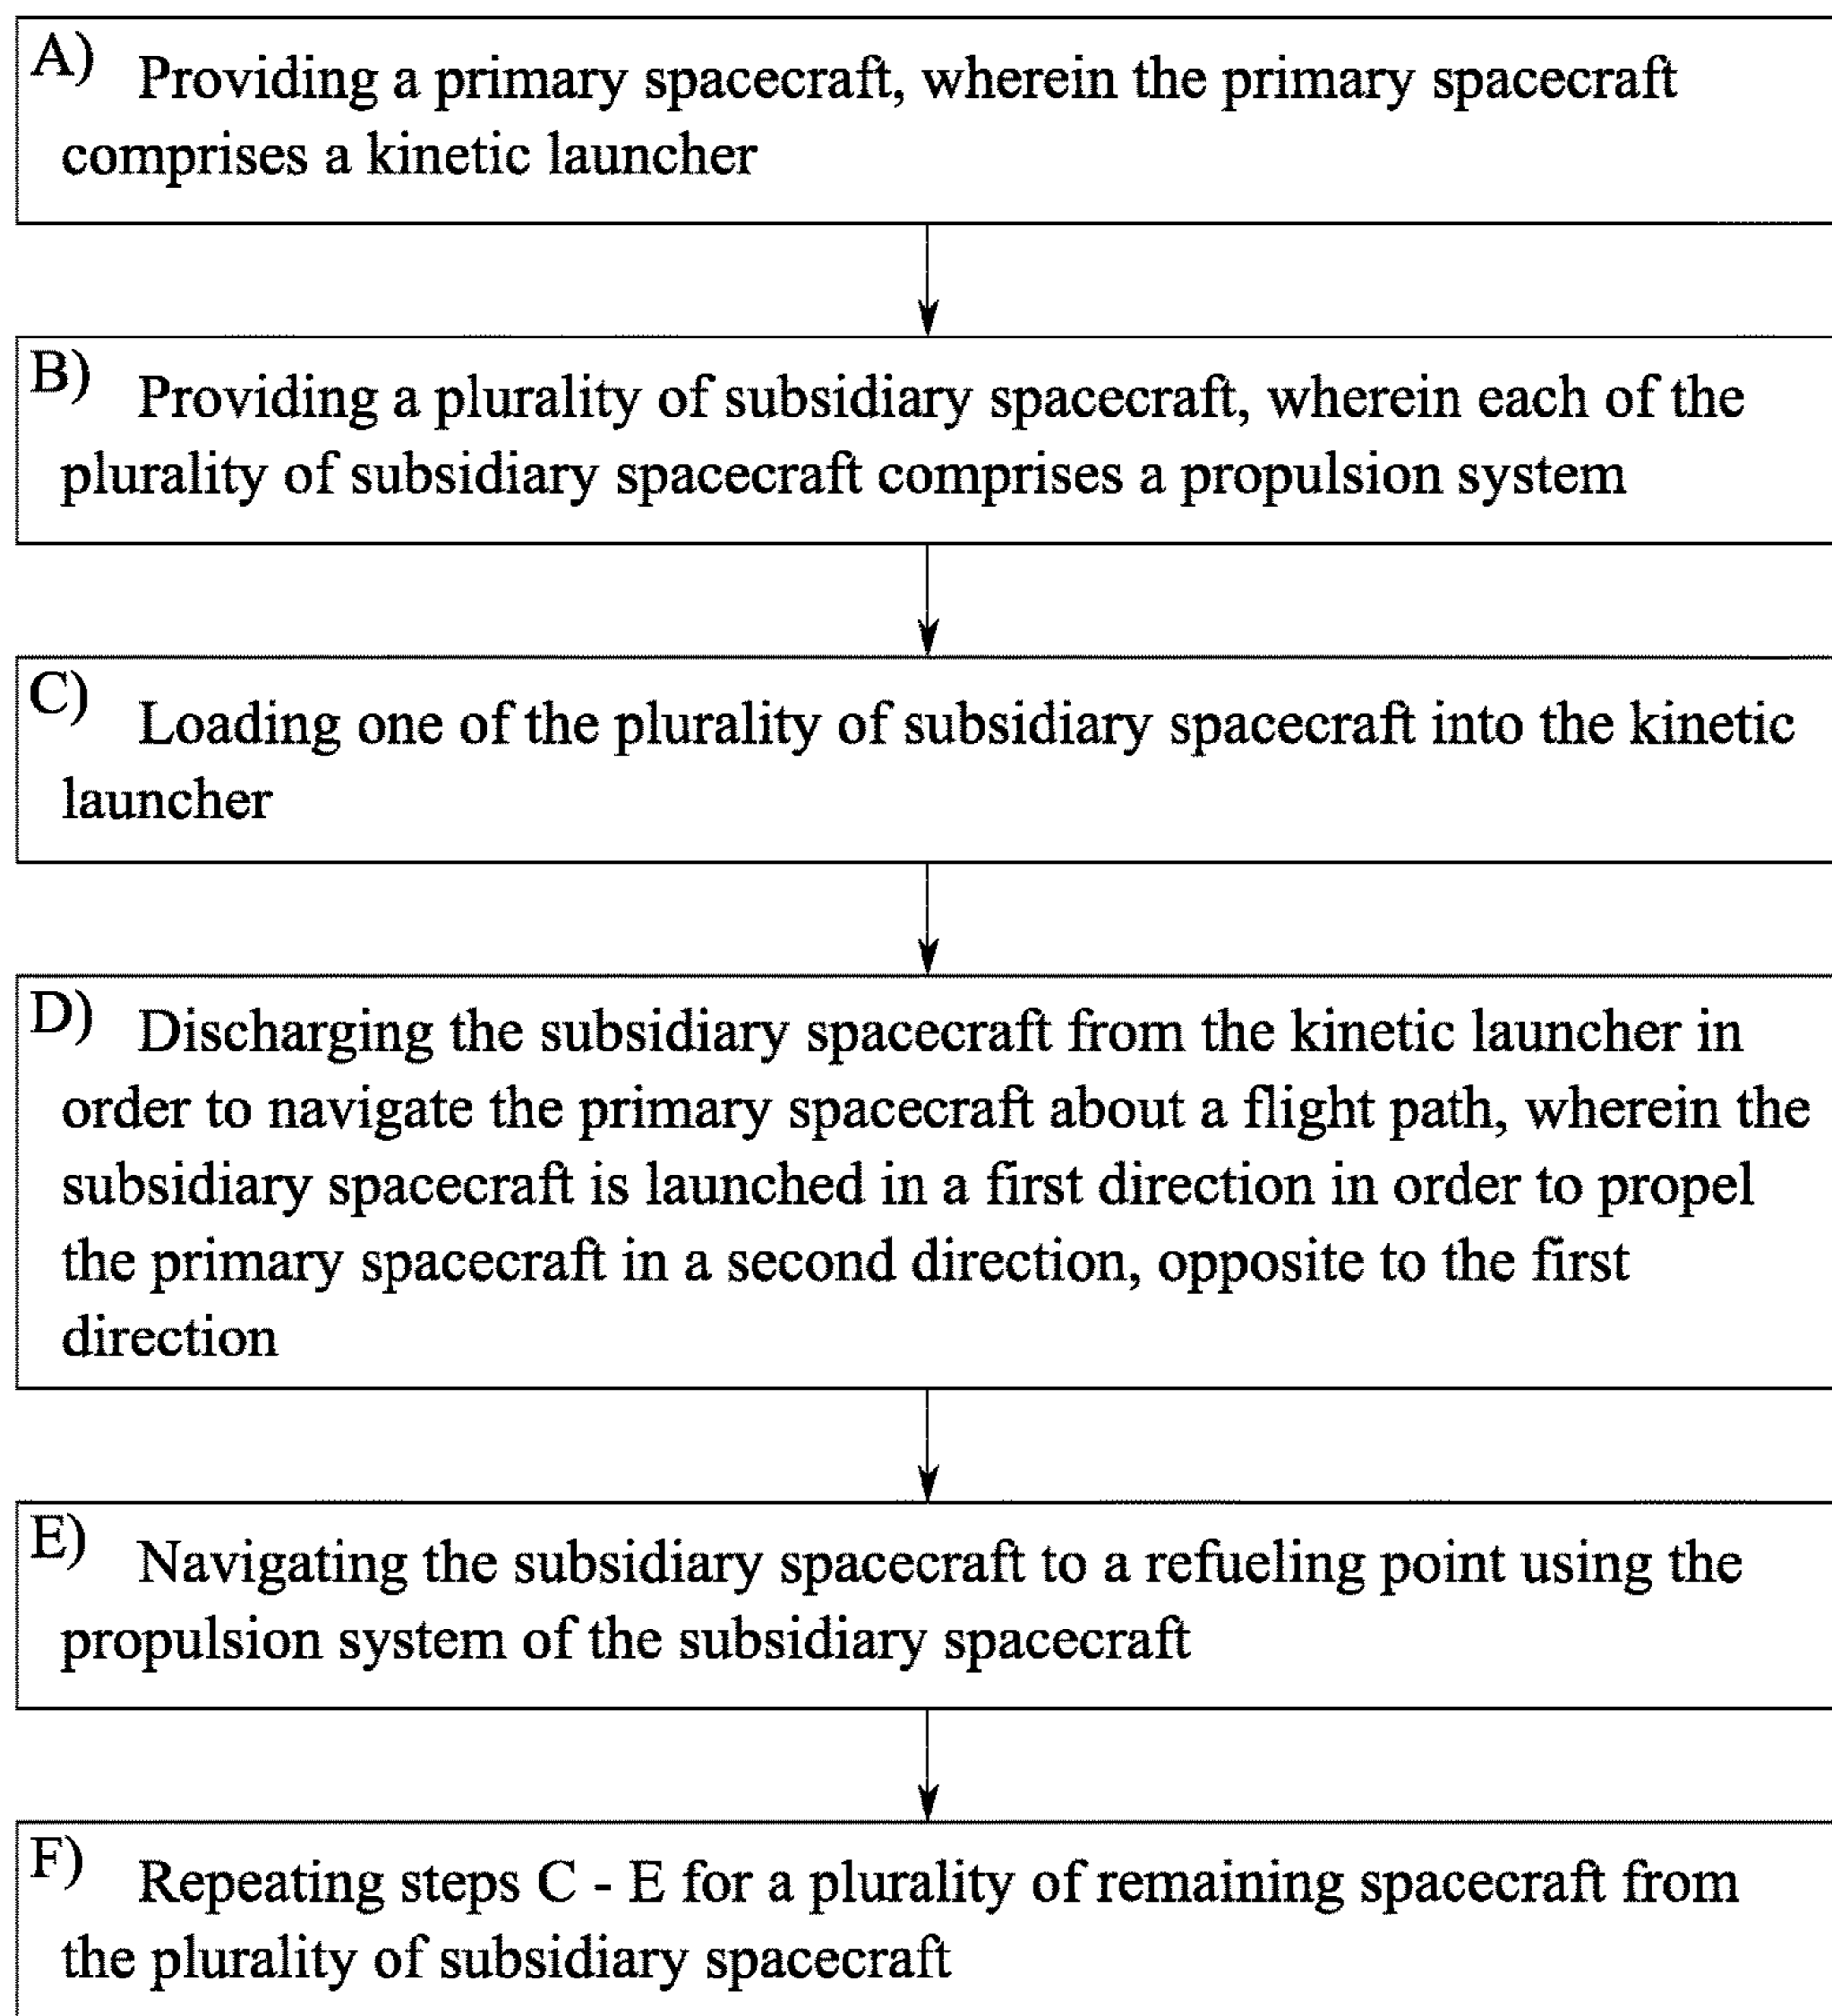 A) Providing a primary spacecraft, wherein the primary spacecraft
comprises a kinetic launcher
B) Providing a plurality of subsidiary spacecraft, wherein each of the
plurality of subsidiary spacecraft comprises a propulsion system
C) Loading one of the plurality of subsidiary spacecraft into the kinetic
launcher
D) Discharging the subsidiary spacecraft from the kinetic launcher in
order to navigate the primary spacecraft about a flight path, wherein the
subsidiary spacecraft is launched in a first direction in order to propel
the primary spacecraft in a second direction, opposite to the first
direction
E) Navigating the subsidiary spacecraft to a refueling point using the
propulsion system of the subsidiary spacecraft
F) Repeating steps C - E for a plurality of remaining spacecraft from
the plurality of subsidiary spacecraft